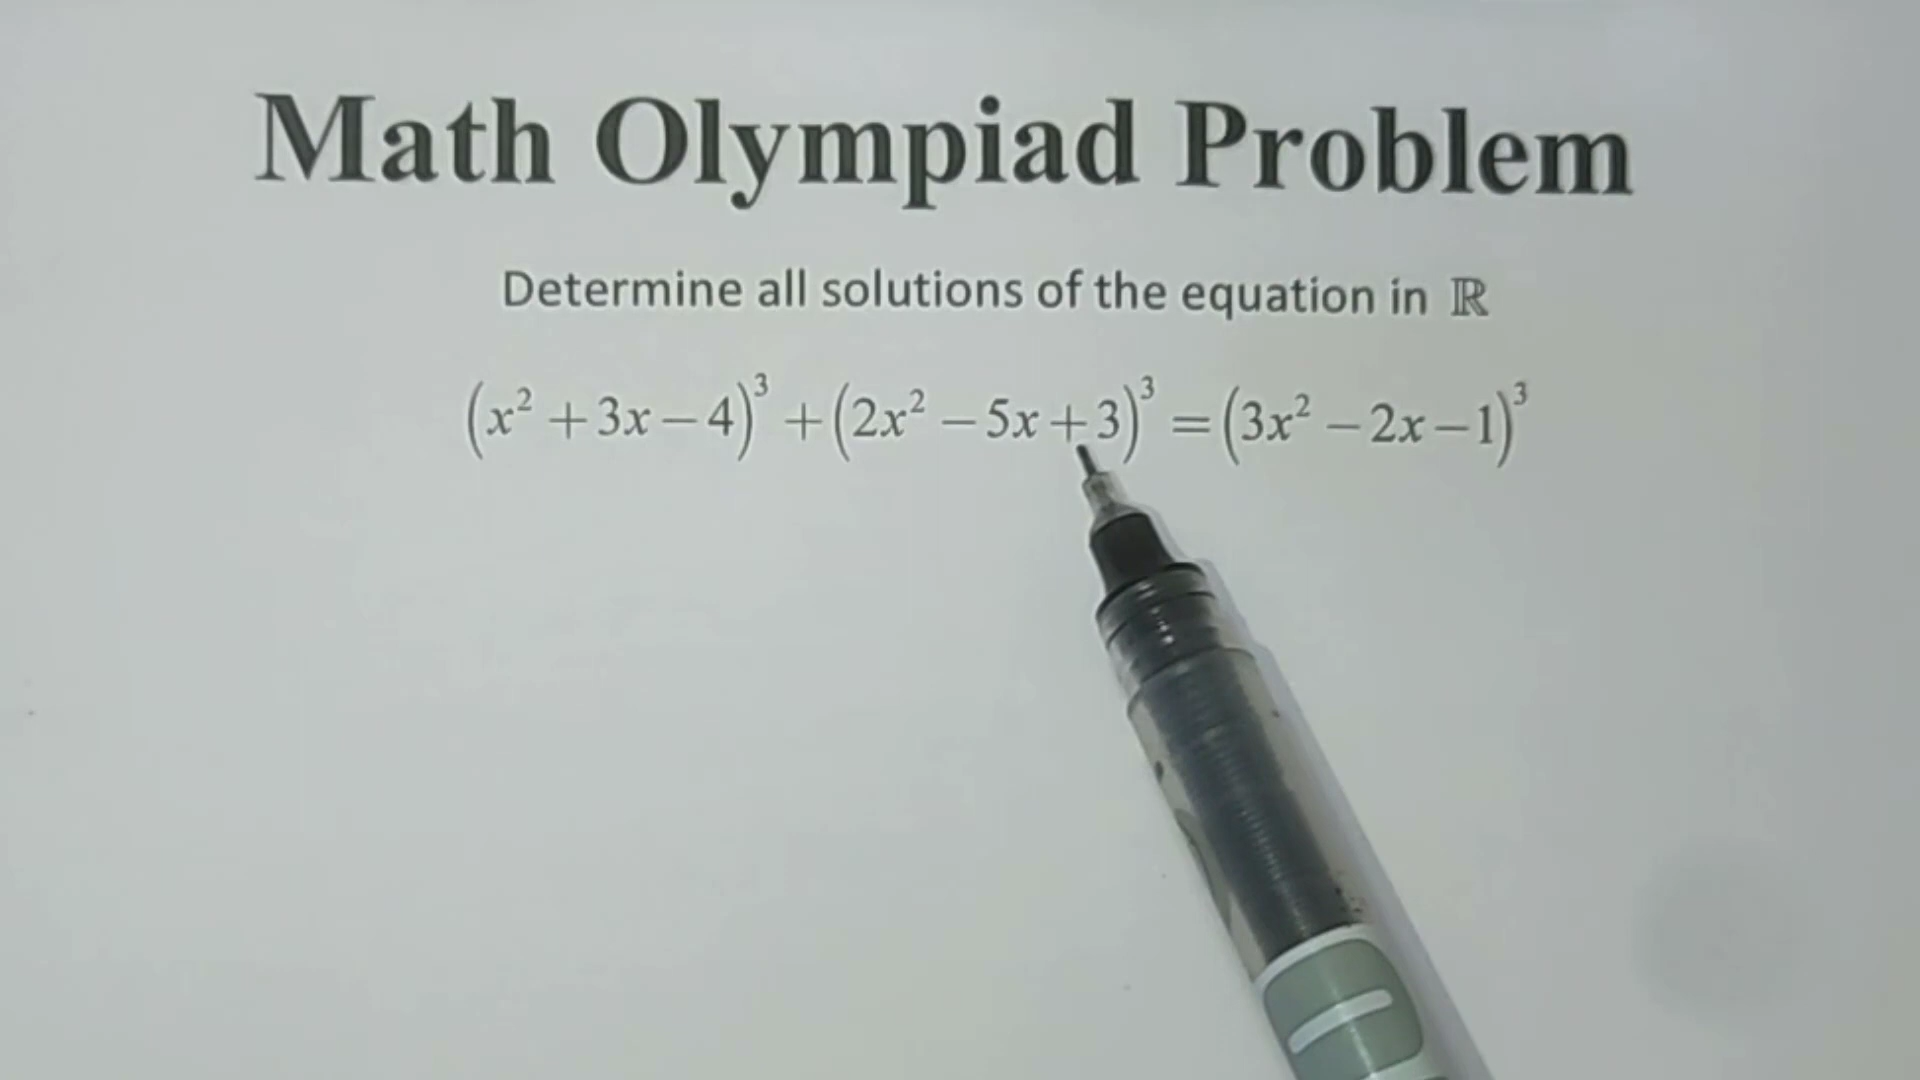 Math Olympiad Problem
Determine all solutions of the equation in ℝ
(x² + 3x − 4)³ + (2x² − 5x + 3)³ = (3x² − 2x − 1)³